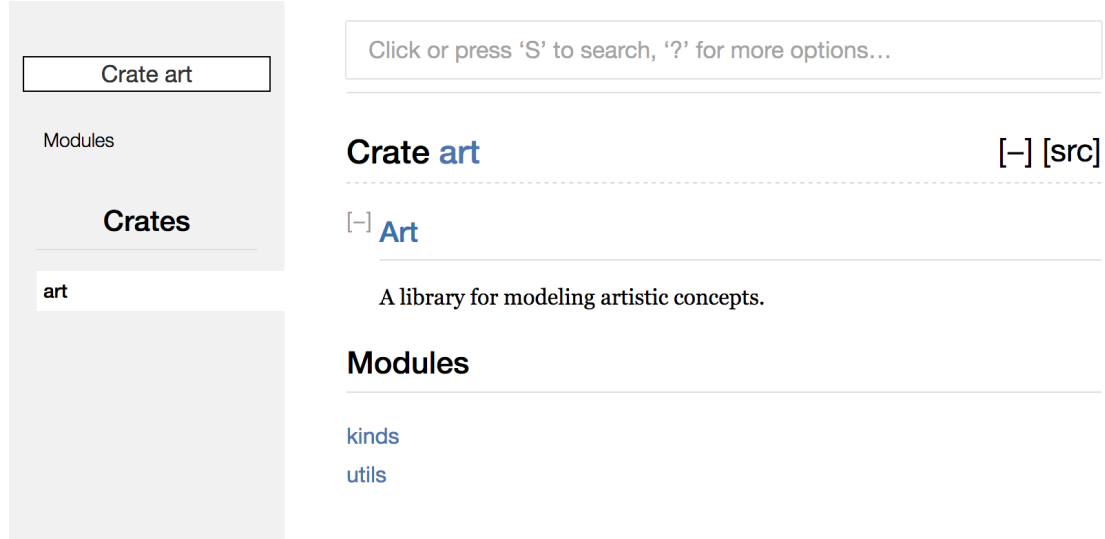 Crate art
Modules
Crates
art
Click or press ‘S’ to search, ‘?’ for more options…
Crate art
[−] [src]
[−] Art
A library for modeling artistic concepts.
Modules
kinds
utils